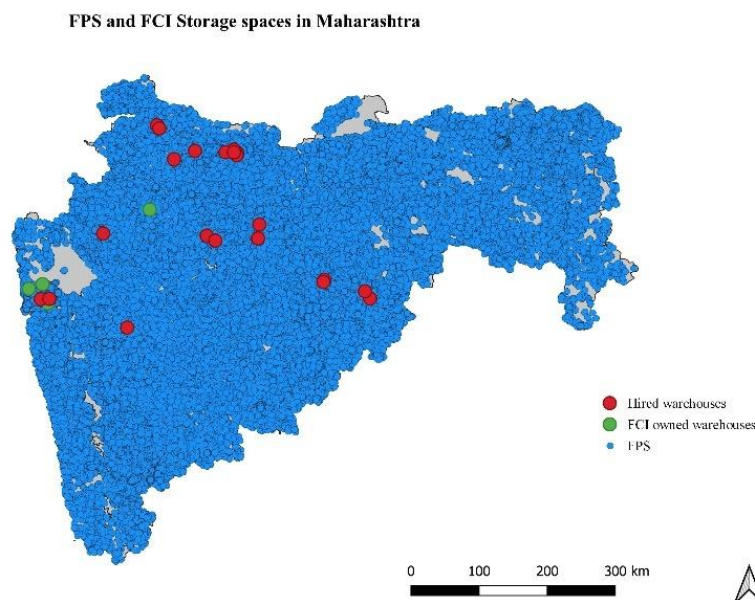 FPS and FCI Storage spaces in Maharashtra
Hired warehouses
FCI owned warehouses
FPS
0 100 200 300 km